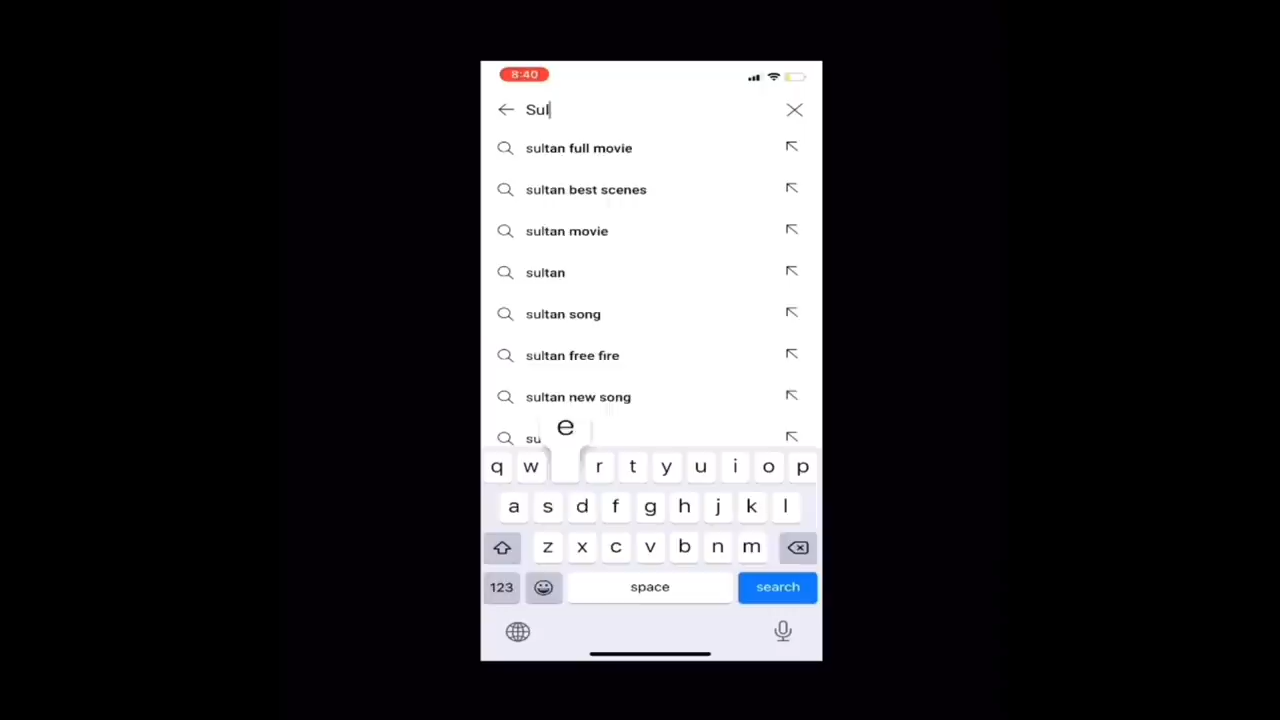 8:40
Sul
sultan full movie
sultan best scenes
sultan movie
sultan
sultan song
sultan free fire
sultan new song
su
e
q w r t y u i o p
a s d f g h j k l
z x c v b n m
123 space search